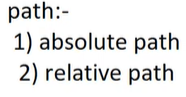 path:-
1) absolute path
2) relative path